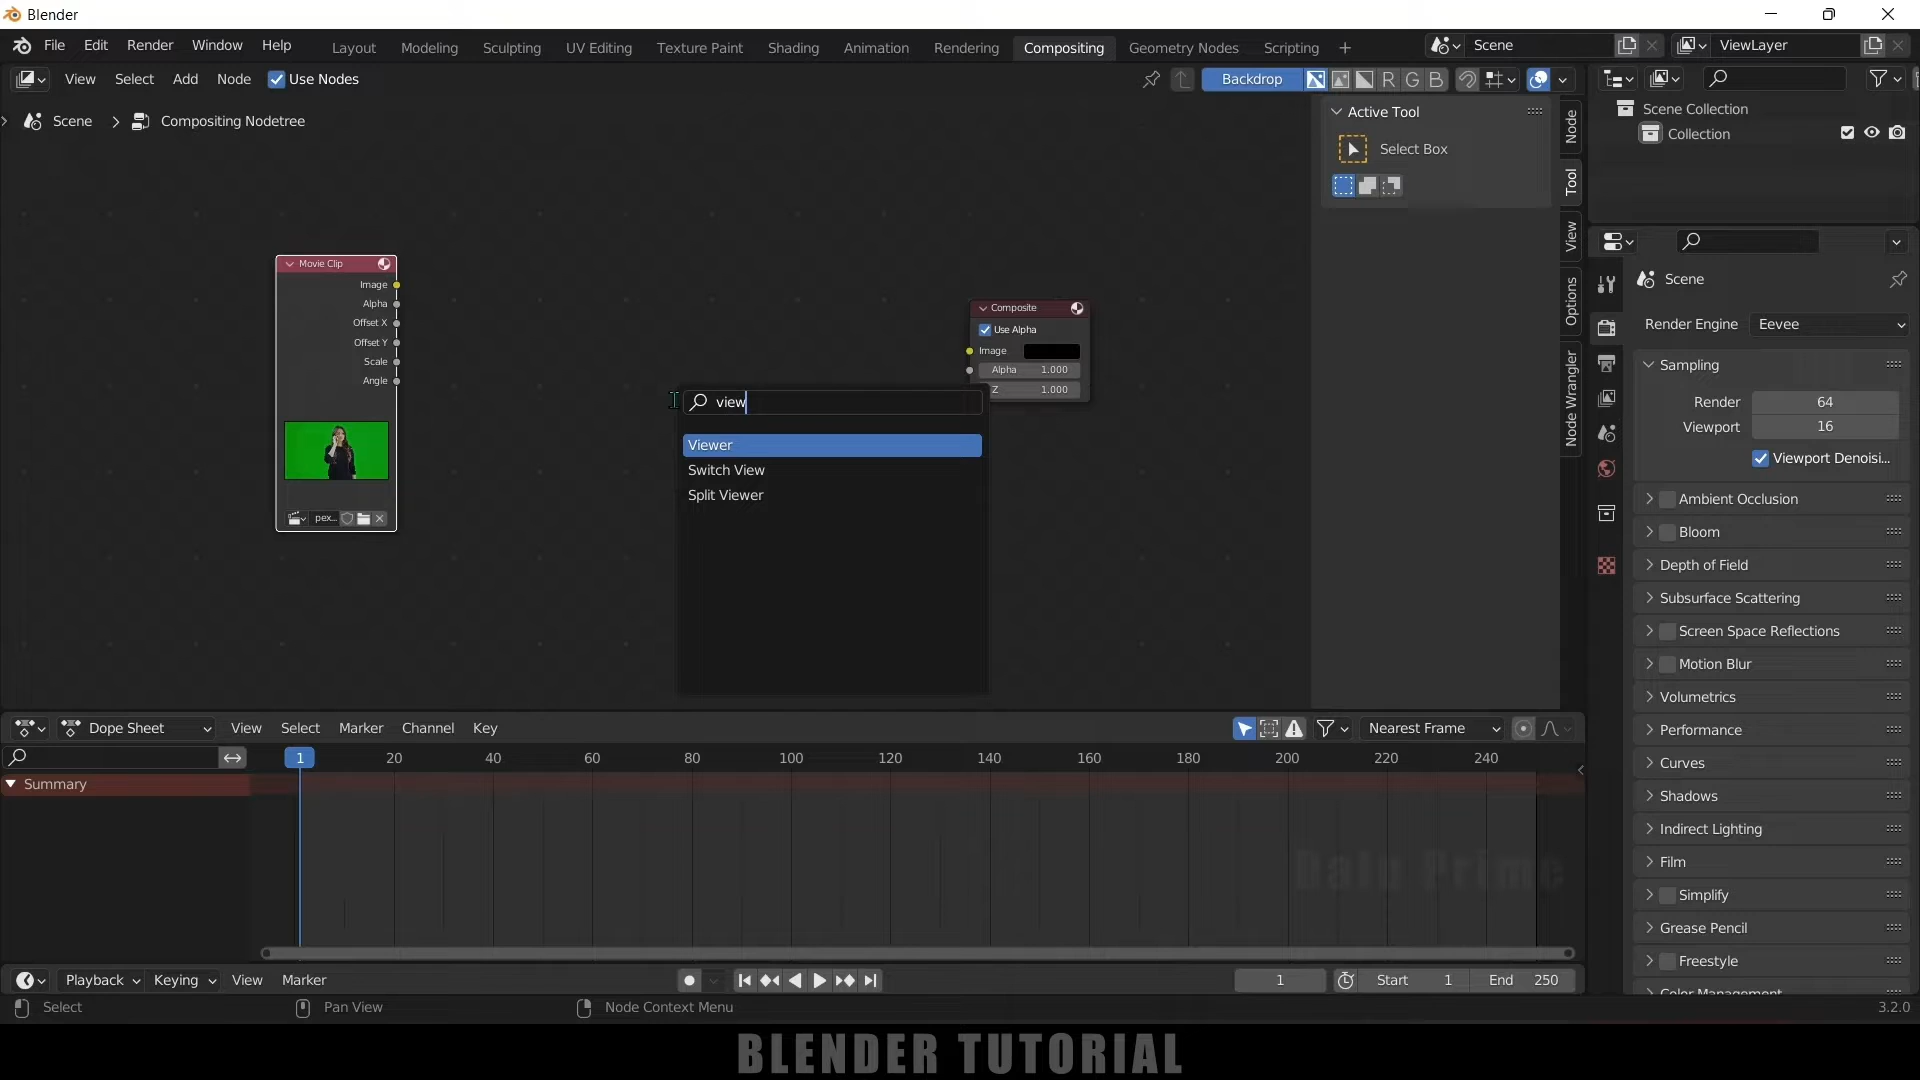 Blender
File Edit Render Window Help Layout Modeling Sculpting UV Editing Texture Paint Shading Animation Rendering Compositing Geometry Nodes Scripting + Scene ViewLayer
View Select Add Node Use Nodes Backdrop R G B
Scene > Compositing Nodetree
Active Tool
Select Box
Node
Tool
View
Options
Node Wrangler
Scene Collection
Collection
Movie Clip
Image
Alpha
Offset X
Offset Y
Scale
Angle
pex...
Composite
Use Alpha
Image
Alpha 1.000
Z 1.000
view
Viewer
Switch View
Split Viewer
Scene
Render Engine Eevee
Sampling
Render 64
Viewport 16
Viewport Denoisi...
Ambient Occlusion
Bloom
Depth of Field
Subsurface Scattering
Screen Space Reflections
Motion Blur
Volumetrics
Performance
Curves
Shadows
Indirect Lighting
Film
Simplify
Grease Pencil
Freestyle
Color Management
Dope Sheet View Select Marker Channel Key Nearest Frame
1 20 40 60 80 100 120 140 160 180 200 220 240
Summary
Playback Keying View Marker 1 Start 1 End 250
Select Pan View Node Context Menu 3.2.0
BLENDER TUTORIAL